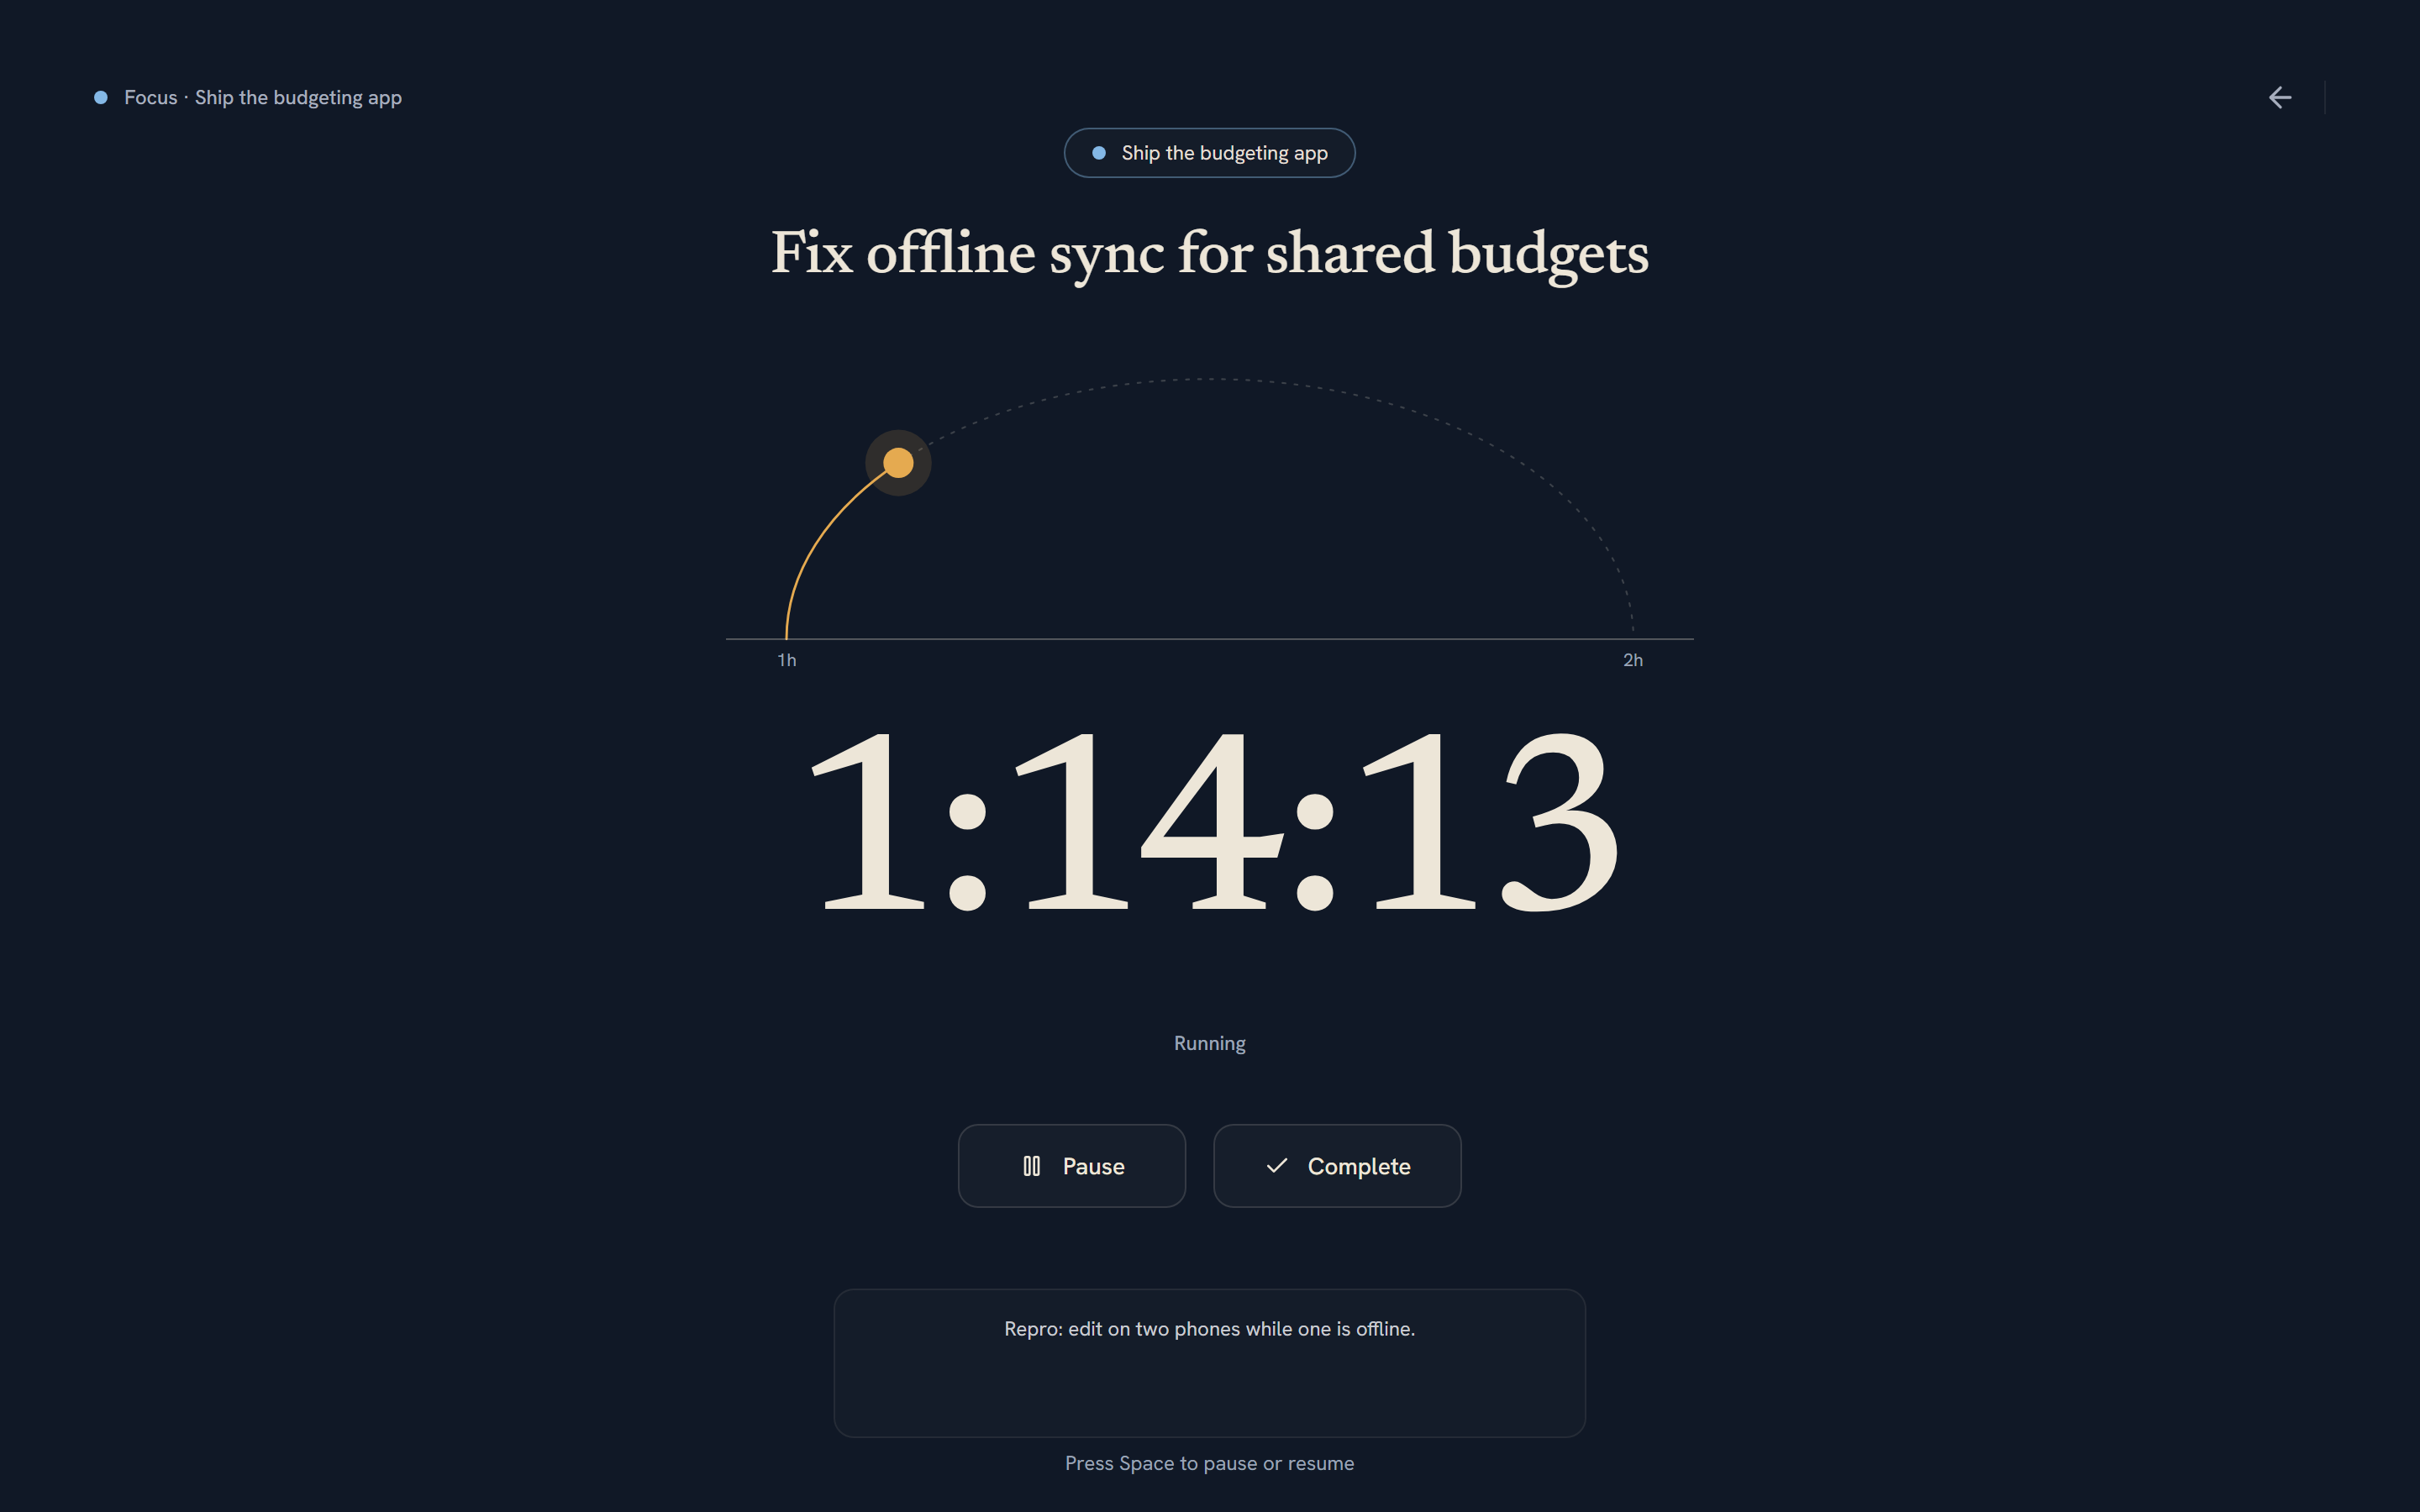 Focus · Ship the budgeting app
Ship the budgeting app
Fix offline sync for shared budgets
1h
2h
1:14:13
Running
Pause
Complete
Repro: edit on two phones while one is offline.
Press Space to pause or resume